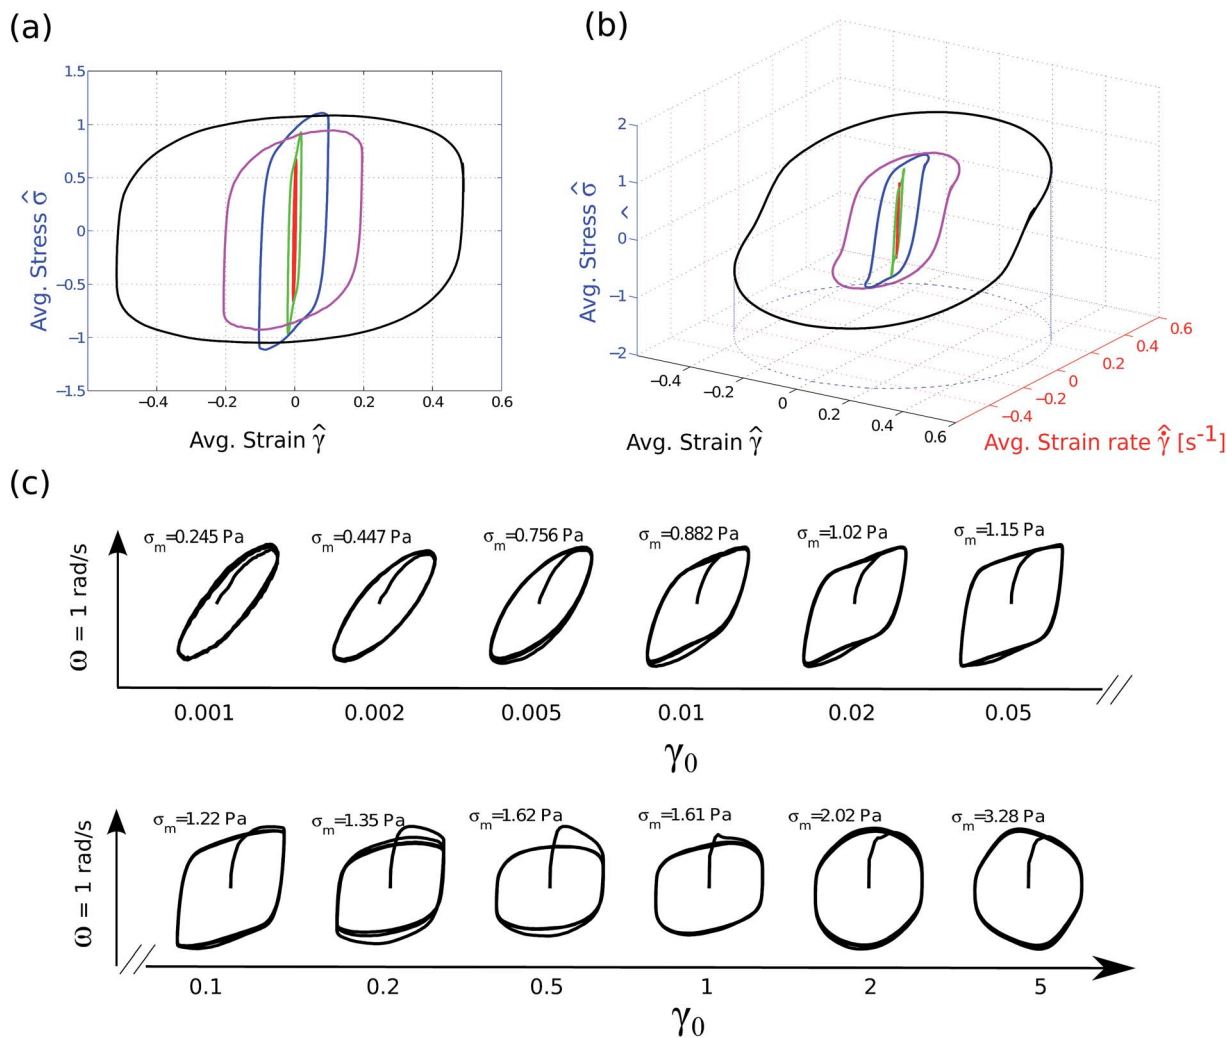 (a)
1.5
1
0.5
0
−0.5
−1
−1.5
Avg. Stress σ̂
−0.4
−0.2
0
0.2
0.4
0.6
Avg. Strain γ̂
(b)
2
1
0
−1
−2
Avg. Stress σ̂
^
−0.4
−0.2
0
0.2
0.4
0.6
Avg. Strain γ̂
−0.4
−0.2
0
0.2
0.4
0.6
Avg. Strain rate γ̇̂ [s⁻¹]
(c)
ω = 1 rad/s
σm=0.245 Pa
σm=0.447 Pa
σm=0.756 Pa
σm=0.882 Pa
σm=1.02 Pa
σm=1.15 Pa
0.001
0.002
0.005
0.01
0.02
0.05
γ0
ω = 1 rad/s
σm=1.22 Pa
σm=1.35 Pa
σm=1.62 Pa
σm=1.61 Pa
σm=2.02 Pa
σm=3.28 Pa
0.1
0.2
0.5
1
2
5
γ0